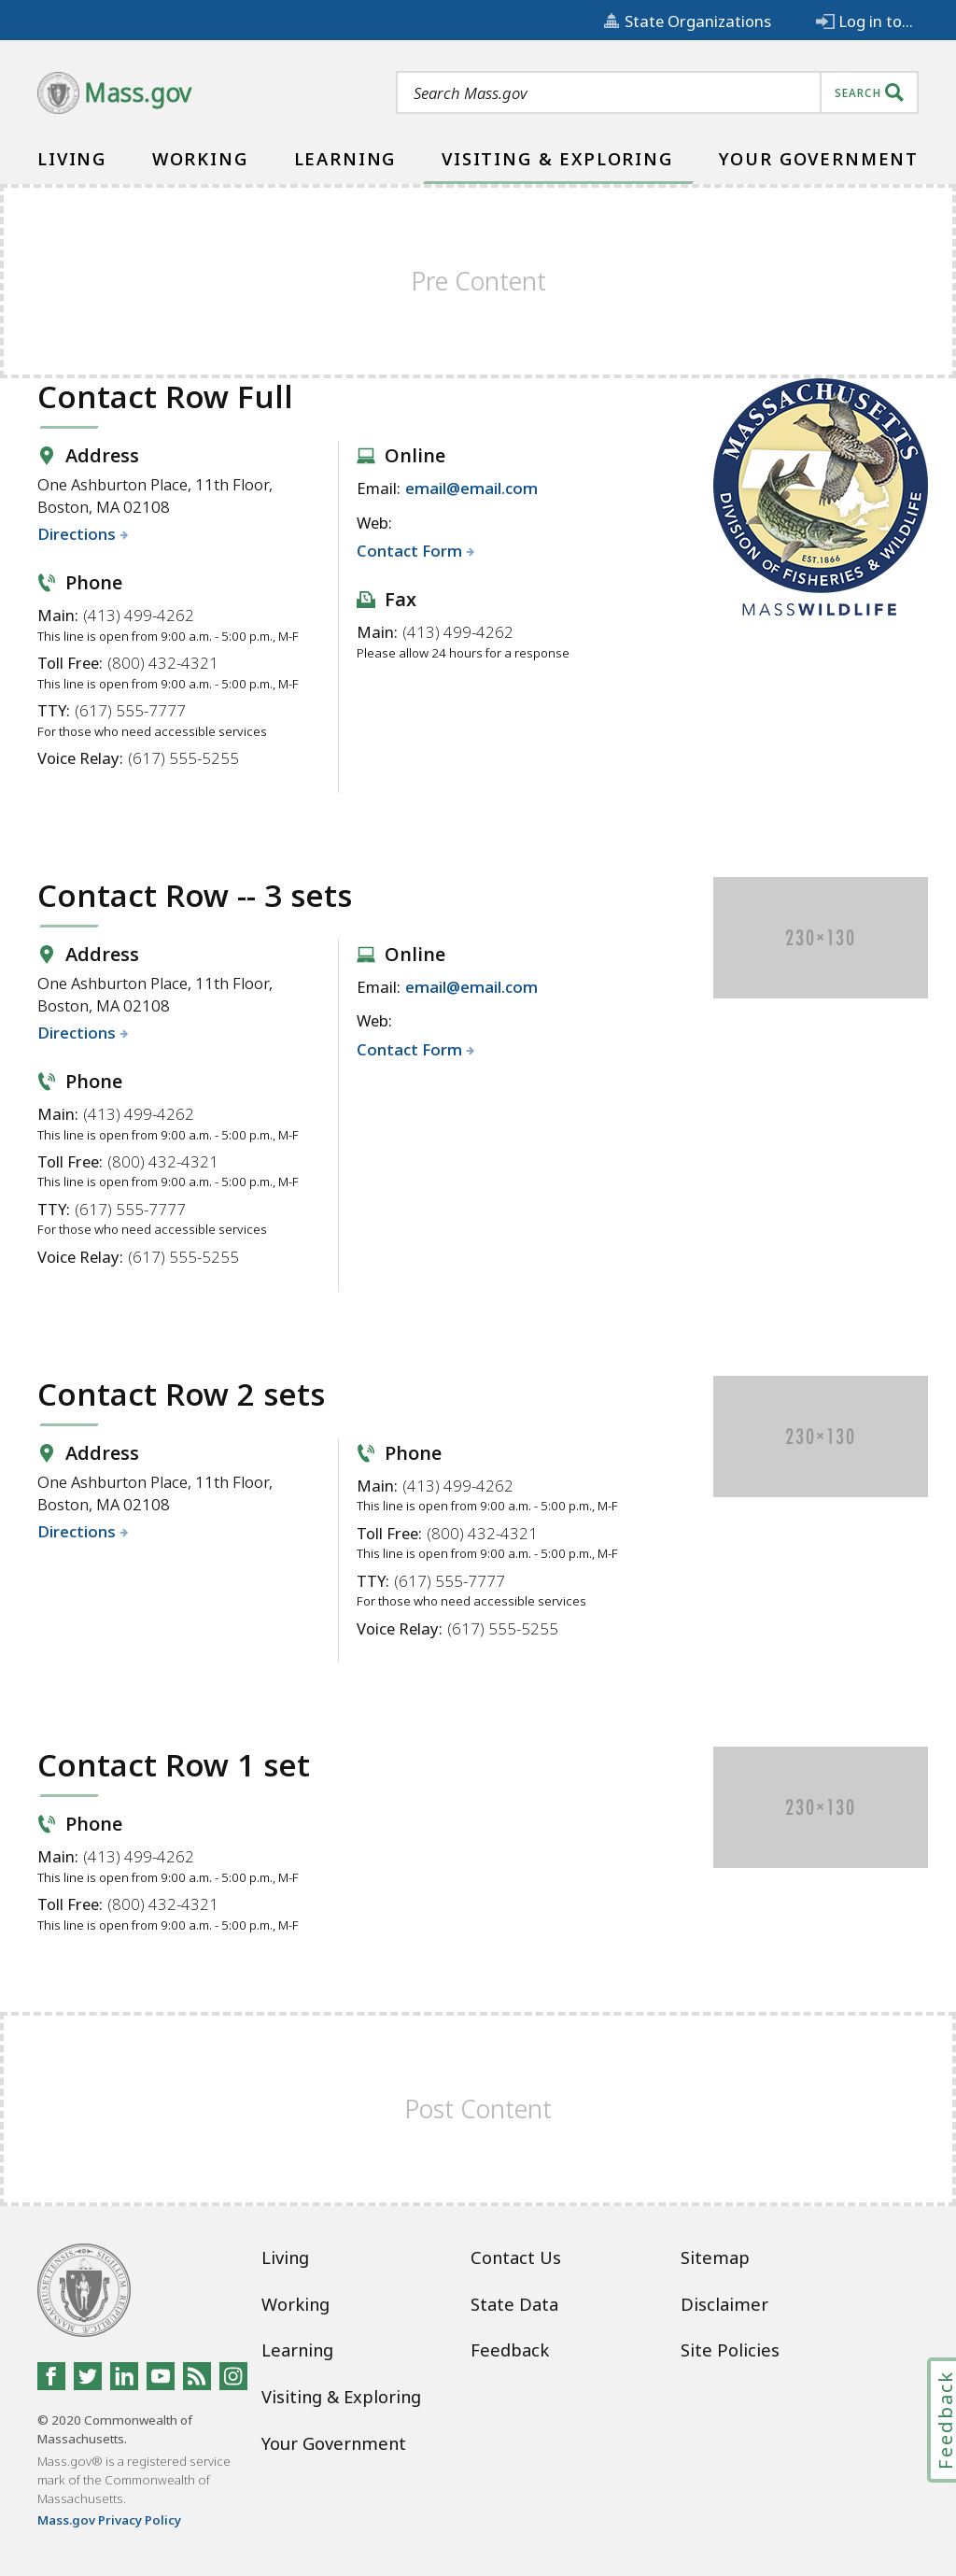 State Organizations
Log in to...
Mass.gov
Search Mass.gov
SEARCH
LIVING
WORKING
LEARNING
VISITING & EXPLORING
YOUR GOVERNMENT
Pre Content
Contact Row Full
Address
One Ashburton Place, 11th Floor,
Boston, MA 02108
Directions
Phone
Main: (413) 499-4262
This line is open from 9:00 a.m. - 5:00 p.m., M-F
Toll Free: (800) 432-4321
This line is open from 9:00 a.m. - 5:00 p.m., M-F
TTY: (617) 555-7777
For those who need accessible services
Voice Relay: (617) 555-5255
Online
Email: email@email.com
Web:
Contact Form
Fax
Main: (413) 499-4262
Please allow 24 hours for a response
MASSACHUSETTS
EST.1866
DIVISION OF FISHERIES & WILDLIFE
MASSWILDLIFE
Contact Row -- 3 sets
Address
One Ashburton Place, 11th Floor,
Boston, MA 02108
Directions
Phone
Main: (413) 499-4262
This line is open from 9:00 a.m. - 5:00 p.m., M-F
Toll Free: (800) 432-4321
This line is open from 9:00 a.m. - 5:00 p.m., M-F
TTY: (617) 555-7777
For those who need accessible services
Voice Relay: (617) 555-5255
Online
Email: email@email.com
Web:
Contact Form
230×130
Contact Row 2 sets
Address
One Ashburton Place, 11th Floor,
Boston, MA 02108
Directions
Phone
Main: (413) 499-4262
This line is open from 9:00 a.m. - 5:00 p.m., M-F
Toll Free: (800) 432-4321
This line is open from 9:00 a.m. - 5:00 p.m., M-F
TTY: (617) 555-7777
For those who need accessible services
Voice Relay: (617) 555-5255
230×130
Contact Row 1 set
Phone
Main: (413) 499-4262
This line is open from 9:00 a.m. - 5:00 p.m., M-F
Toll Free: (800) 432-4321
This line is open from 9:00 a.m. - 5:00 p.m., M-F
230×130
Post Content
Living
Working
Learning
Visiting & Exploring
Your Government
Contact Us
State Data
Feedback
Sitemap
Disclaimer
Site Policies
© 2020 Commonwealth of
Massachusetts.
Mass.gov® is a registered service
mark of the Commonwealth of
Massachusetts.
Mass.gov Privacy Policy
Feedback